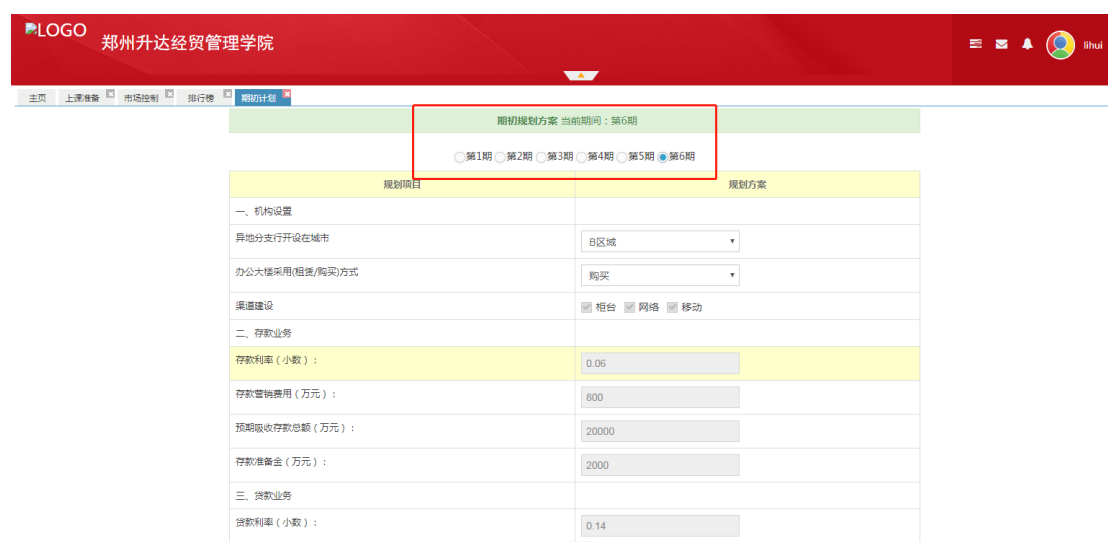 LOGO 郑州升达经贸管理学院 lihui
主页 上课准备 市场控制 排行榜 期初计划
期初规划方案 当前期间：第6期
第1期 第2期 第3期 第4期 第5期 第6期
规划项目 规划方案
一、机构设置
异地分支行开设在城市 B区域
办公大楼采用(租赁/购买)方式 购买
渠道建设 柜台 网络 移动
二、存款业务
存款利率（小数）： 0.06
存款营销费用（万元）： 800
预期吸收存款总额（万元）： 20000
存款准备金（万元）： 2000
三、贷款业务
贷款利率（小数）： 0.14